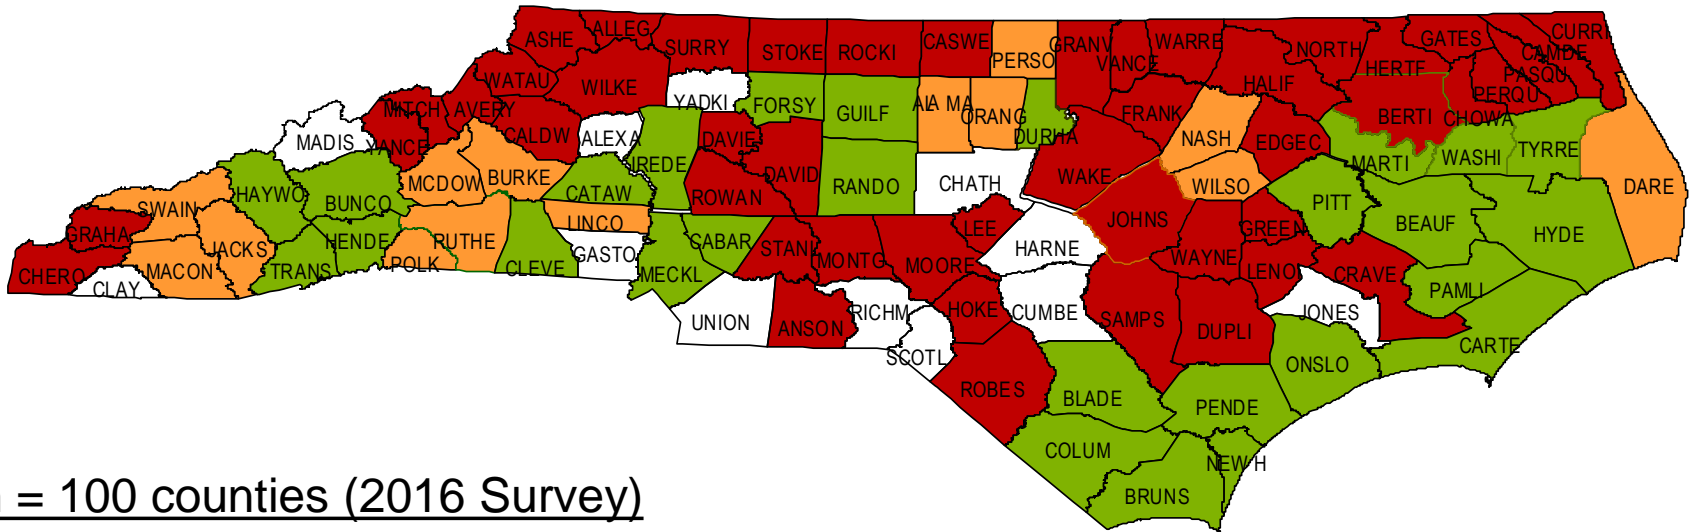 ASHE
ALLEG
SURRY
STOKE
ROCKI
CASWE
PERSO
GRANV
VANCE
WARRE
NORTH
GATES
CURRI
CAMDE
PASQU
PERQU
HERTF
HALIF
WATAU
WILKE
YADKI
FORSY
GUILF
ALAMA
ORANG
DURHA
FRANK
NASH
EDGEC
BERTI
CHOWA
MITCH
AVERY
CALDW
ALEXA
DAVIE
IREDE
MADIS
YANCE
MCDOW
BURKE
CATAW
ROWAN
DAVID
RANDO
CHATH
WAKE
WILSO
MARTI
WASHI
TYRRE
DARE
HAYWO
BUNCO
SWAIN
GRAHA
JACKS
HENDE
RUTHE
LINCO
CHERO
CLAY
MACON
TRANS
POLK
CLEVE
GASTO
MECKL
CABAR
STANL
MONTG
MOORE
LEE
HARNE
JOHNS
GREEN
PITT
BEAUF
HYDE
WAYNE
LENO
CRAVE
PAMLI
UNION
ANSON
RICHM
SCOTL
HOKE
CUMBE
SAMPS
DUPLI
JONES
CARTE
ONSLO
ROBES
BLADE
PENDE
COLUM
NEW H
BRUNS
= 100 counties (2016 Survey)